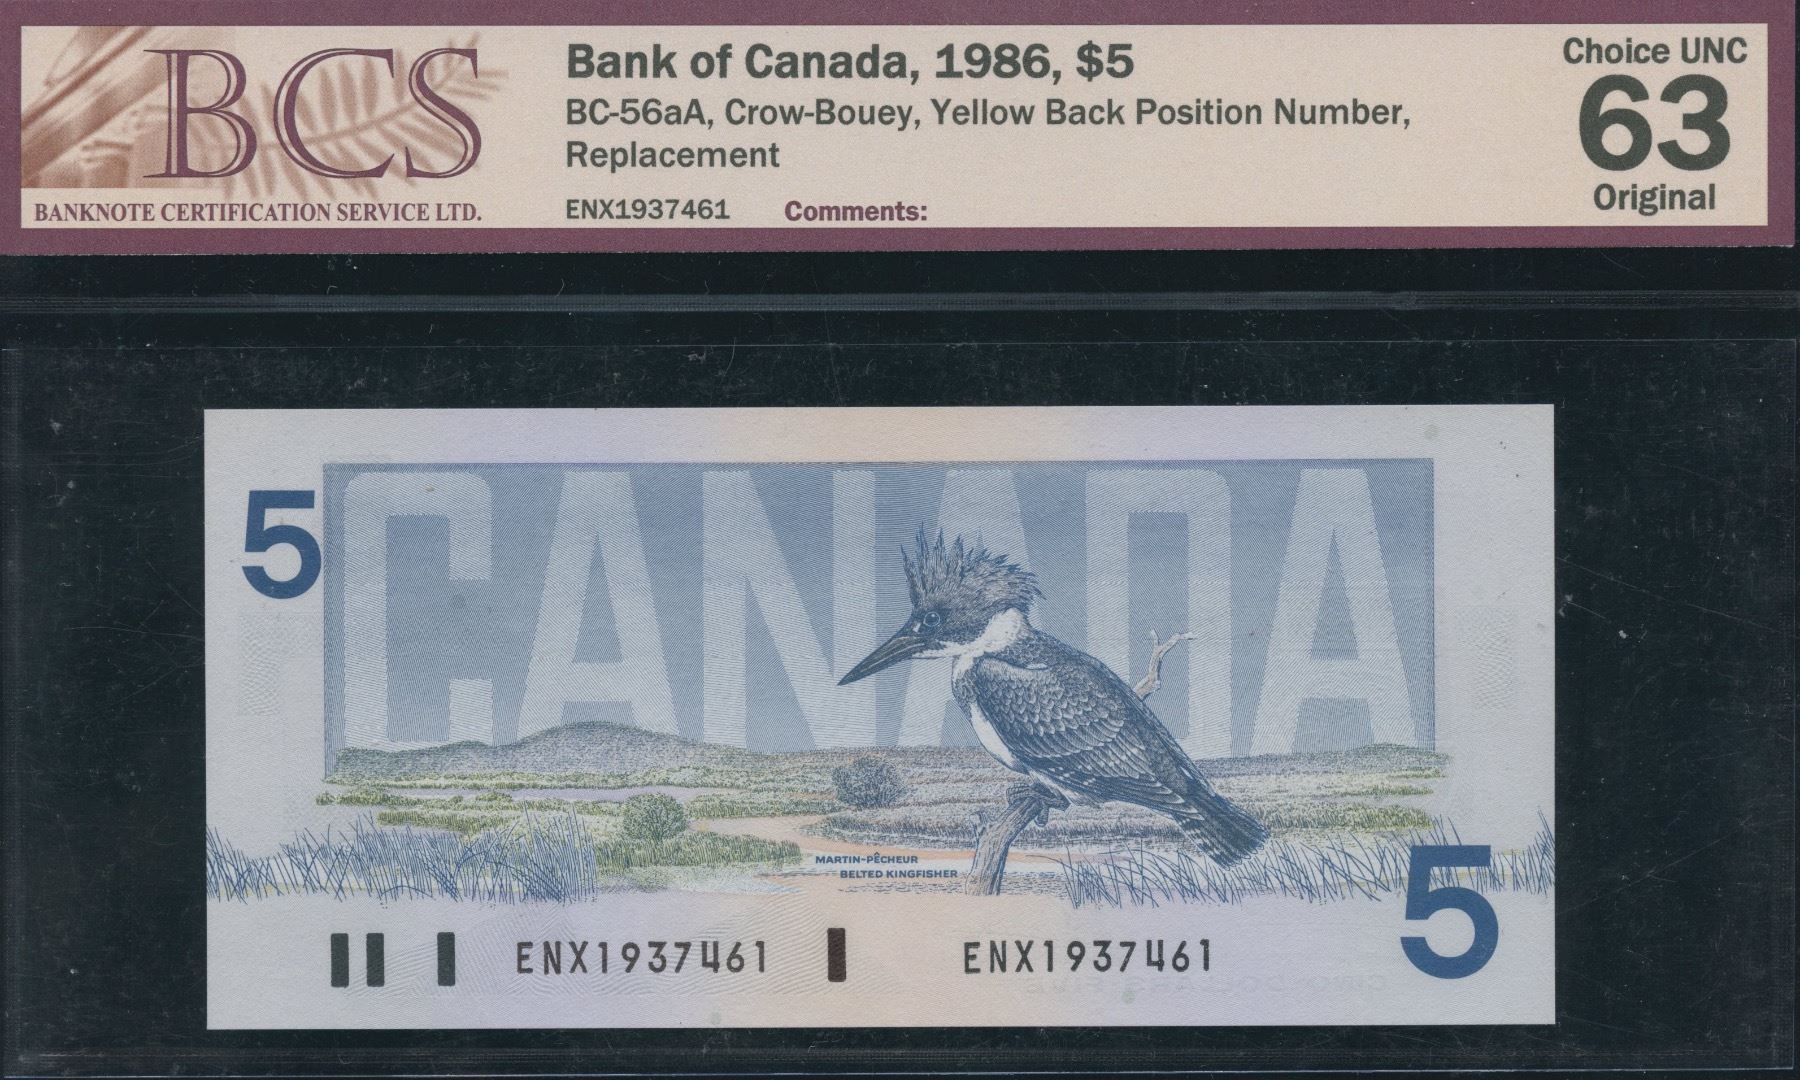 BCS
BANKNOTE CERTIFICATION SERVICE LTD.
Bank of Canada, 1986, $5
BC-56aA, Crow-Bouey, Yellow Back Position Number,
Replacement
ENX1937461 Comments:
Choice UNC
63
Original
5
CANADA
MARTIN-PÊCHEUR
BELTED KINGFISHER
5
ENX1937461 ENX1937461